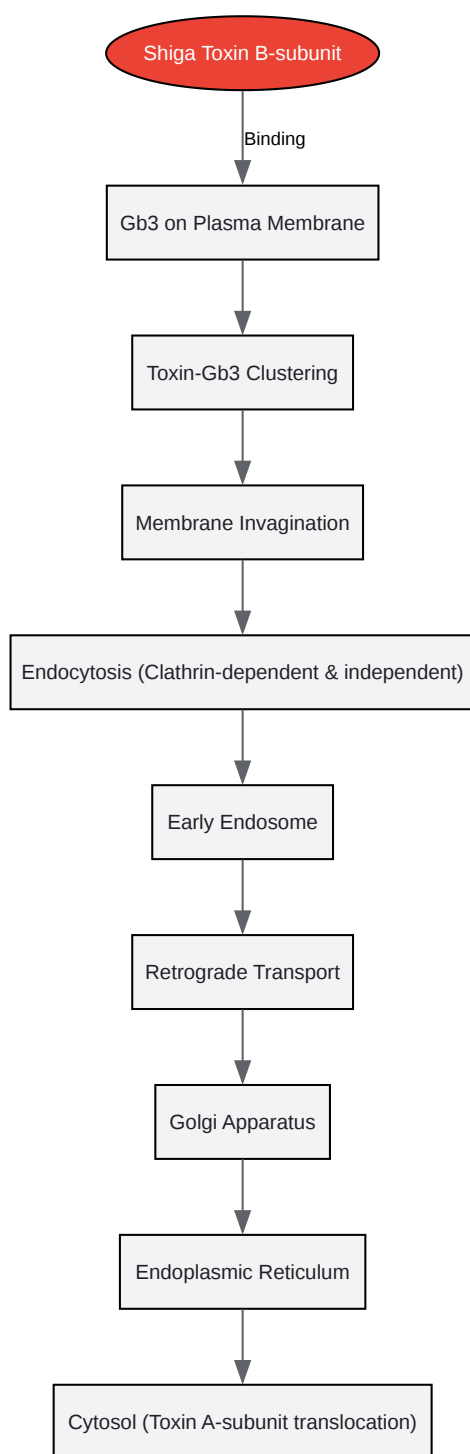 Shiga Toxin B-subunit
Binding
Gb3 on Plasma Membrane
Toxin-Gb3 Clustering
Membrane Invagination
Endocytosis (Clathrin-dependent & independent)
Early Endosome
Retrograde Transport
Golgi Apparatus
Endoplasmic Reticulum
Cytosol (Toxin A-subunit translocation)